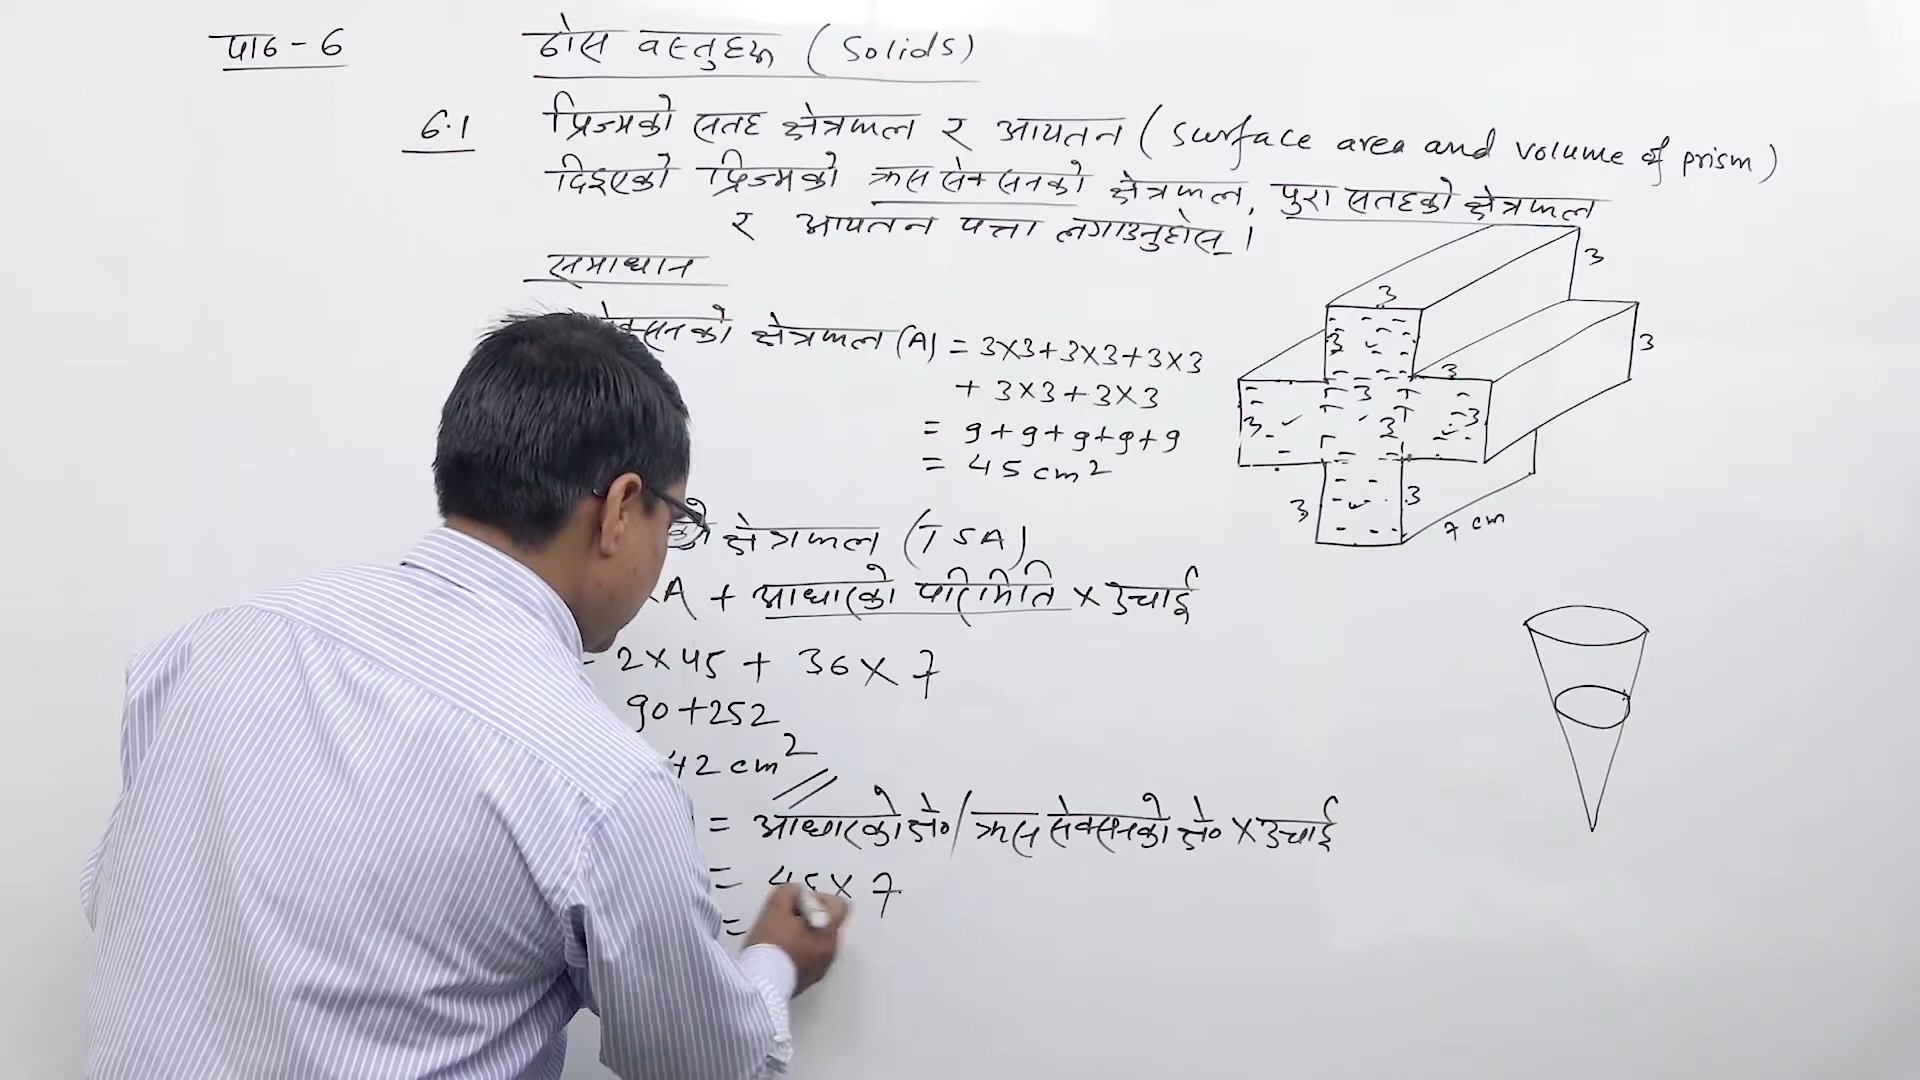 पाठ - 6
ठोस वस्तुहरू (Solids)
6.1 प्रिज्मको सतह क्षेत्रफल र आयतन (Surface area and volume of prism)
दिइएको प्रिज्मको क्रस सेक्सनको क्षेत्रफल, पुरा सतहको क्षेत्रफल
र आयतन पत्ता लगाउनुहोस् ।
समाधान
क्षेत्रफल (A) = 3×3+3×3+3×3
+ 3×3+3×3
= 9+9+9+9+9
= 45 cm²
को क्षेत्रफल (TSA)
A + आधारको परिमिति × उचाई
= 2×45 + 36×7
90+252
42 cm²
= आधारको क्षे०/क्रस सेक्सनको क्षे० × उचाई
= 45×7
=
3
3
3
3
3
3
3
3
3
3
3
3
7 cm